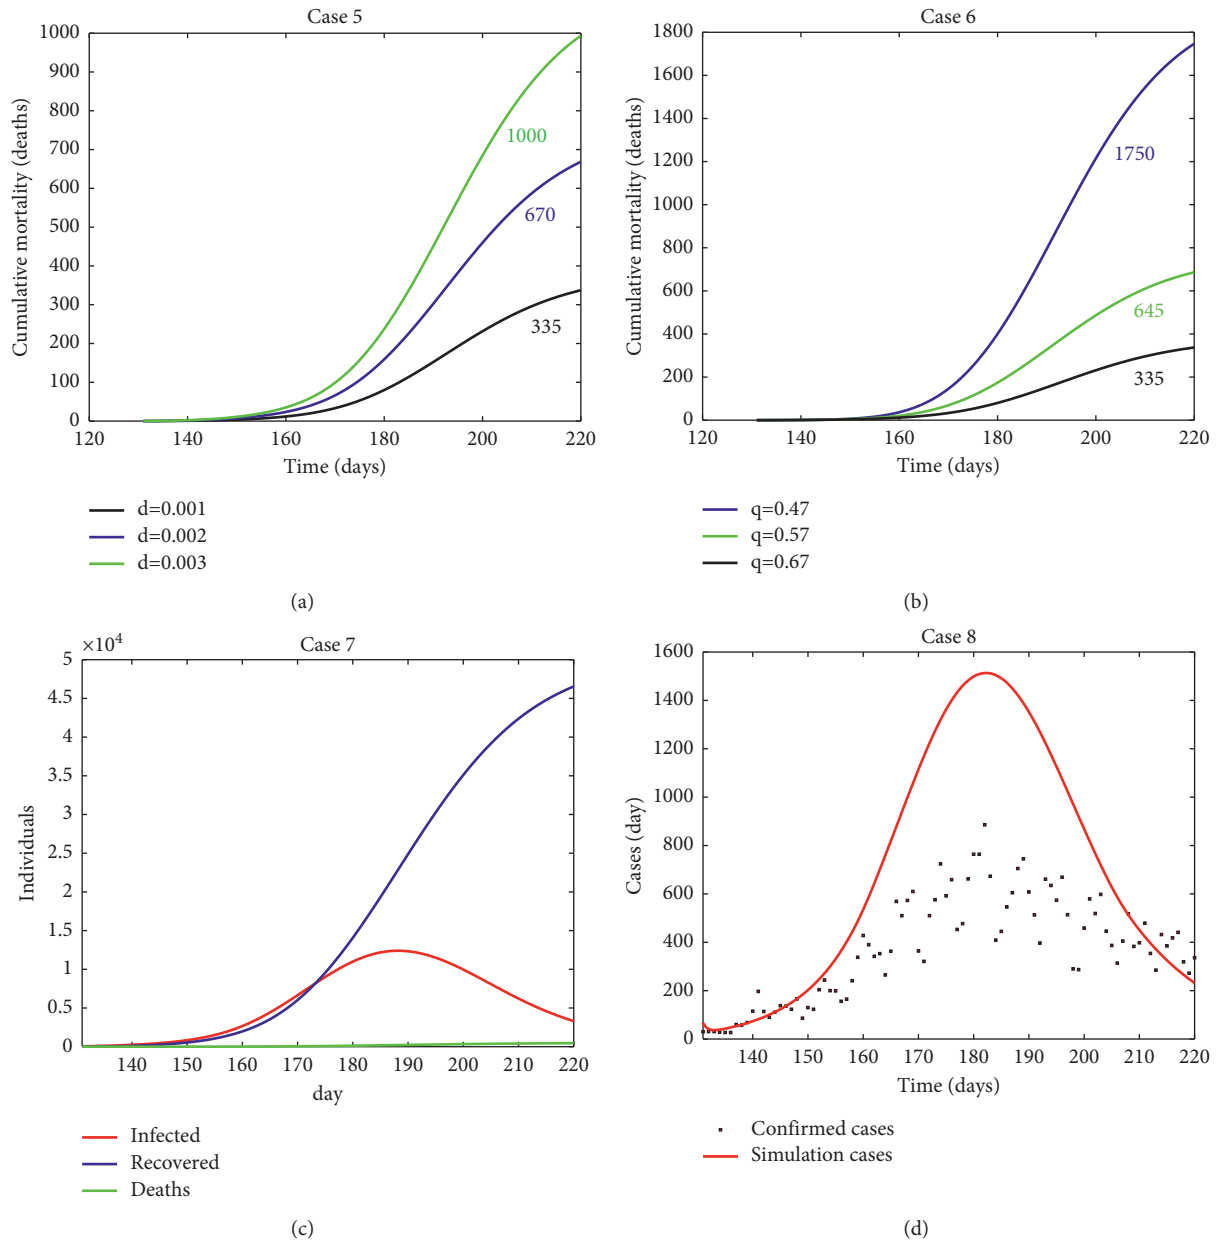 Case 5
1000
900
800
700
600
500
400
300
200
100
0
Cumulative mortality (deaths)
1000
670
335
120 140 160 180 200 220
Time (days)
d=0.001
d=0.002
d=0.003
(a)
Case 6
1800
1600
1400
1200
1000
800
600
400
200
0
Cumulative mortality (deaths)
1750
645
335
120 140 160 180 200 220
Time (days)
q=0.47
q=0.57
q=0.67
(b)
Case 7
×10⁴
5
4.5
4
3.5
3
2.5
2
1.5
1
0.5
0
Individuals
140 150 160 170 180 190 200 210 220
day
Infected
Recovered
Deaths
(c)
Case 8
1600
1400
1200
1000
800
600
400
200
0
Cases (day)
140 150 160 170 180 190 200 210 220
Time (days)
Confirmed cases
Simulation cases
(d)